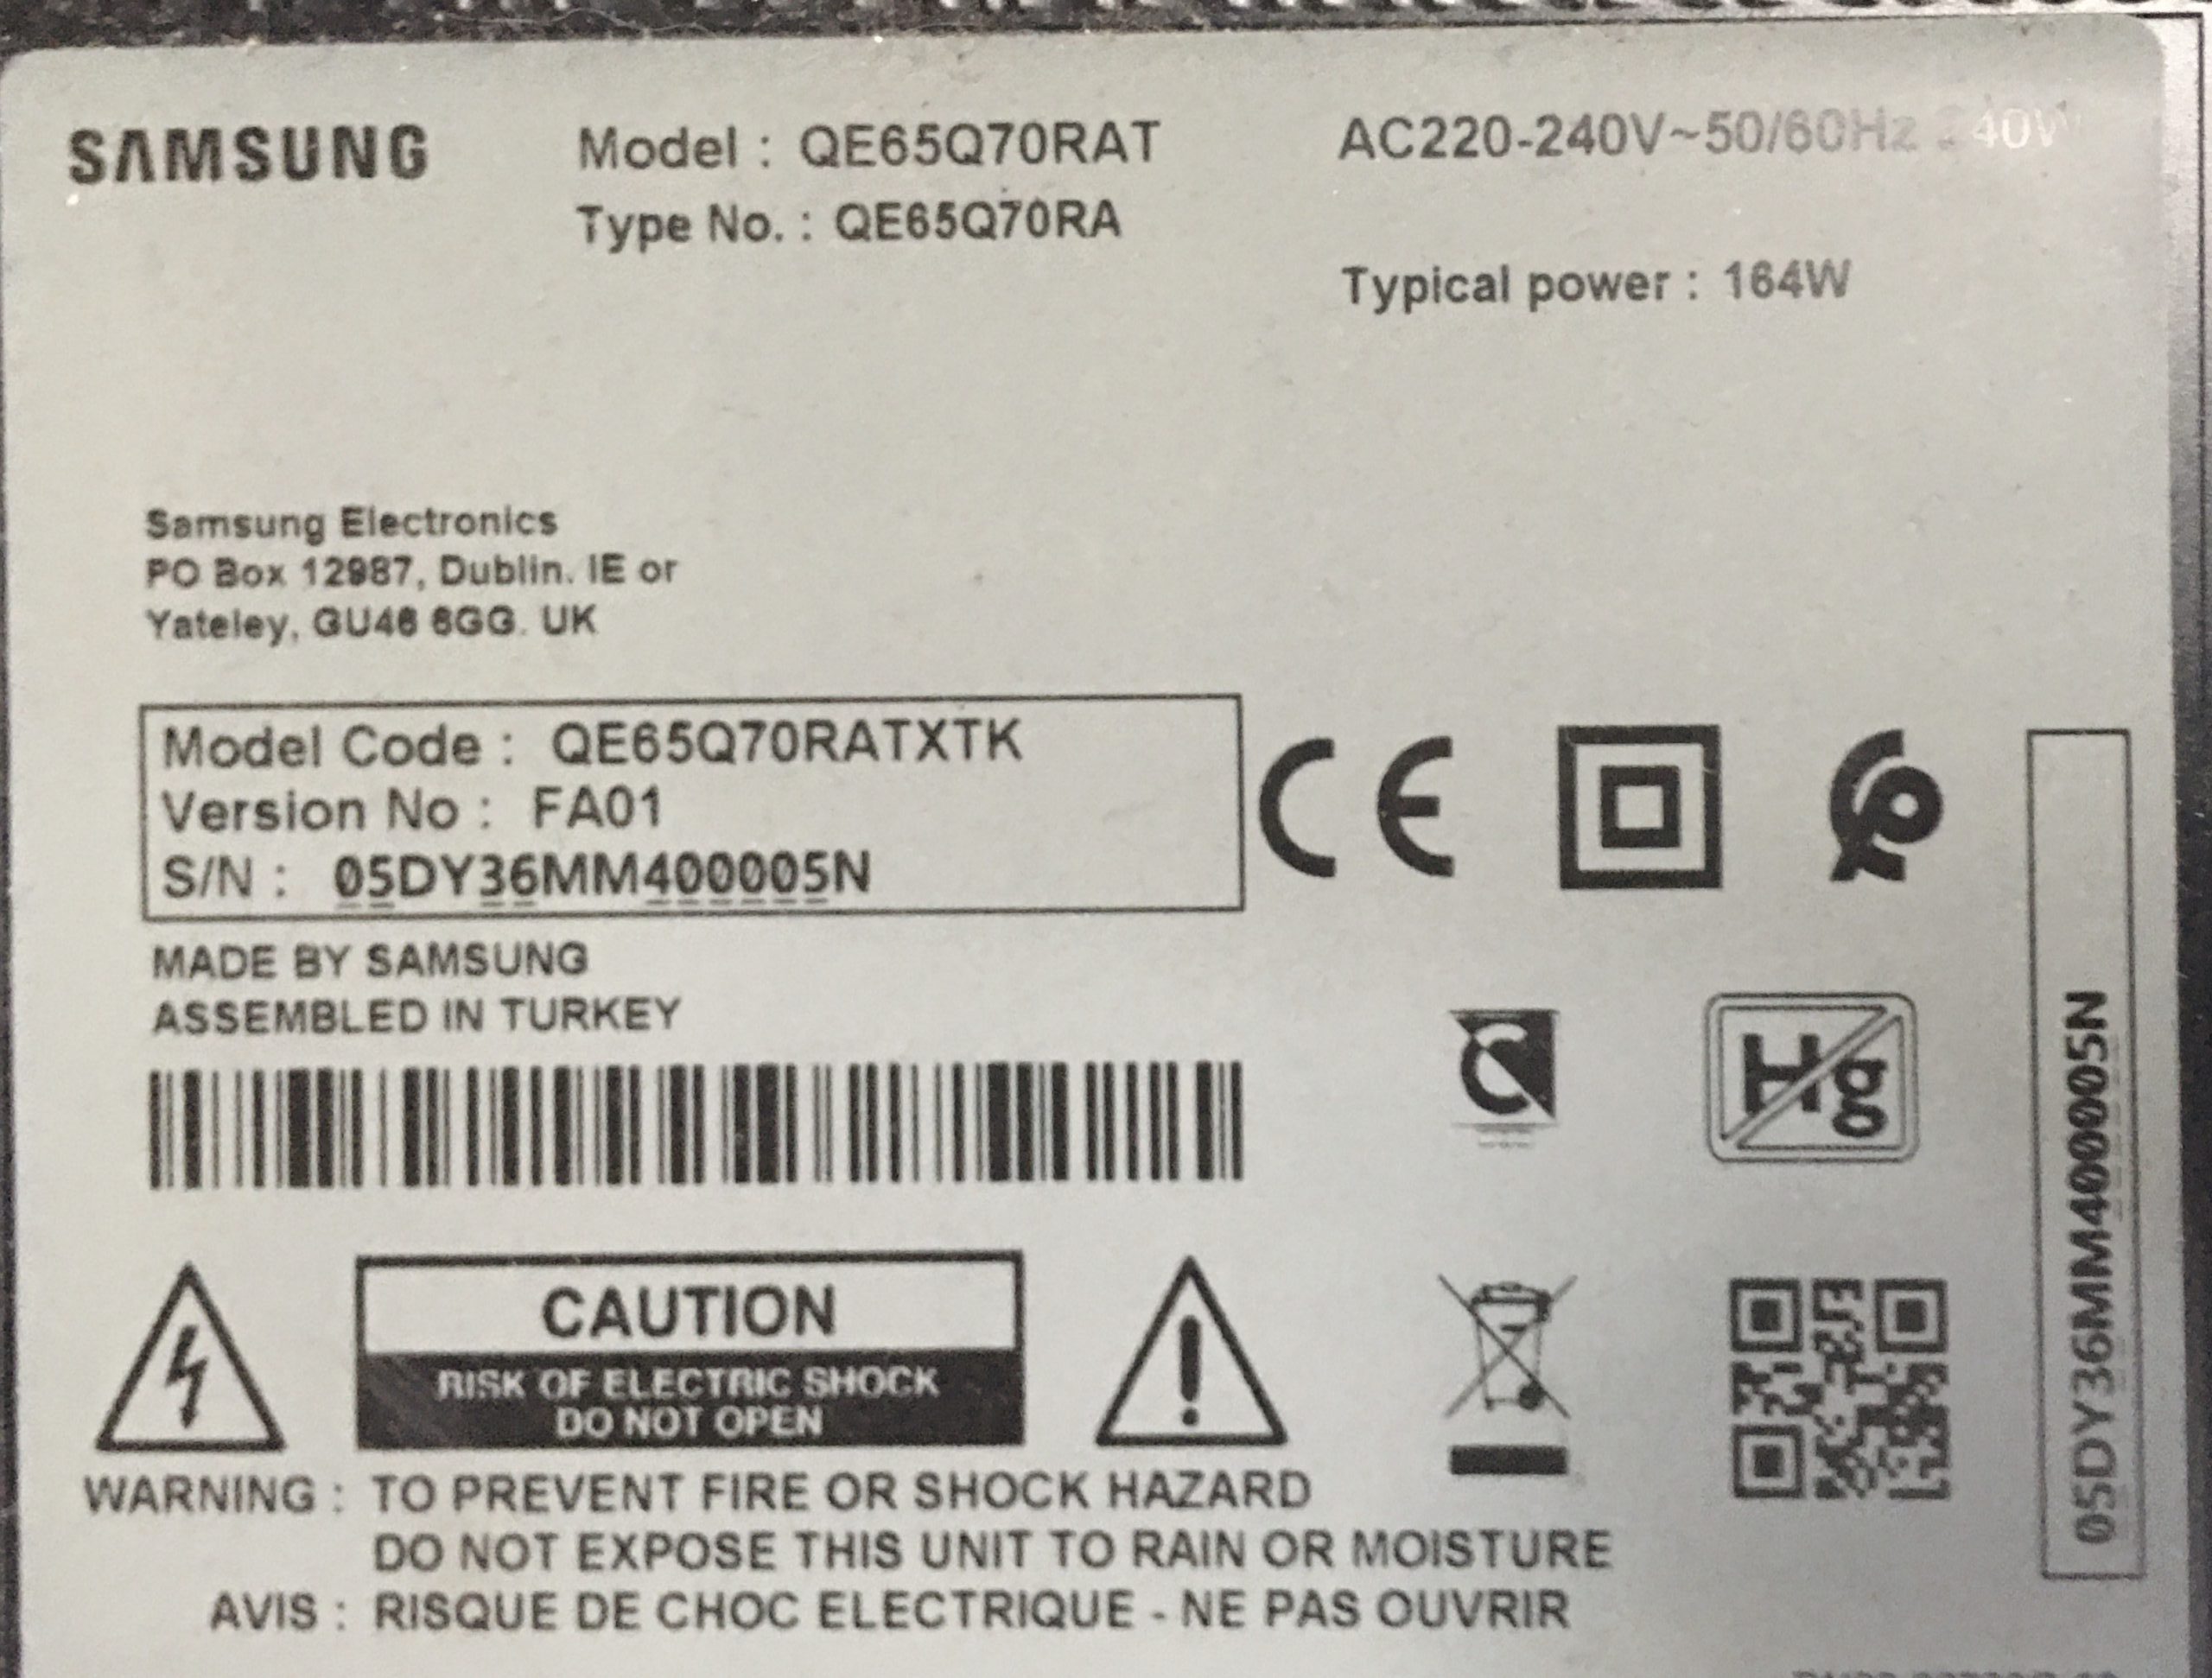 SAMSUNG
Model : QE65Q70RAT
Type No. : QE65Q70RA
AC220-240V~50/60Hz 240W
Typical power : 164W
Samsung Electronics
PO Box 12987, Dublin. IE or
Yateley, GU46 6GG. UK
Model Code : QE65Q70RATXTK
Version No : FA01
S/N : 05DY36MM400005N
MADE BY SAMSUNG
ASSEMBLED IN TURKEY
CE
Hg
05DY36MM400005N
CAUTION
RISK OF ELECTRIC SHOCK
DO NOT OPEN
WARNING : TO PREVENT FIRE OR SHOCK HAZARD
DO NOT EXPOSE THIS UNIT TO RAIN OR MOISTURE
AVIS : RISQUE DE CHOC ELECTRIQUE - NE PAS OUVRIR